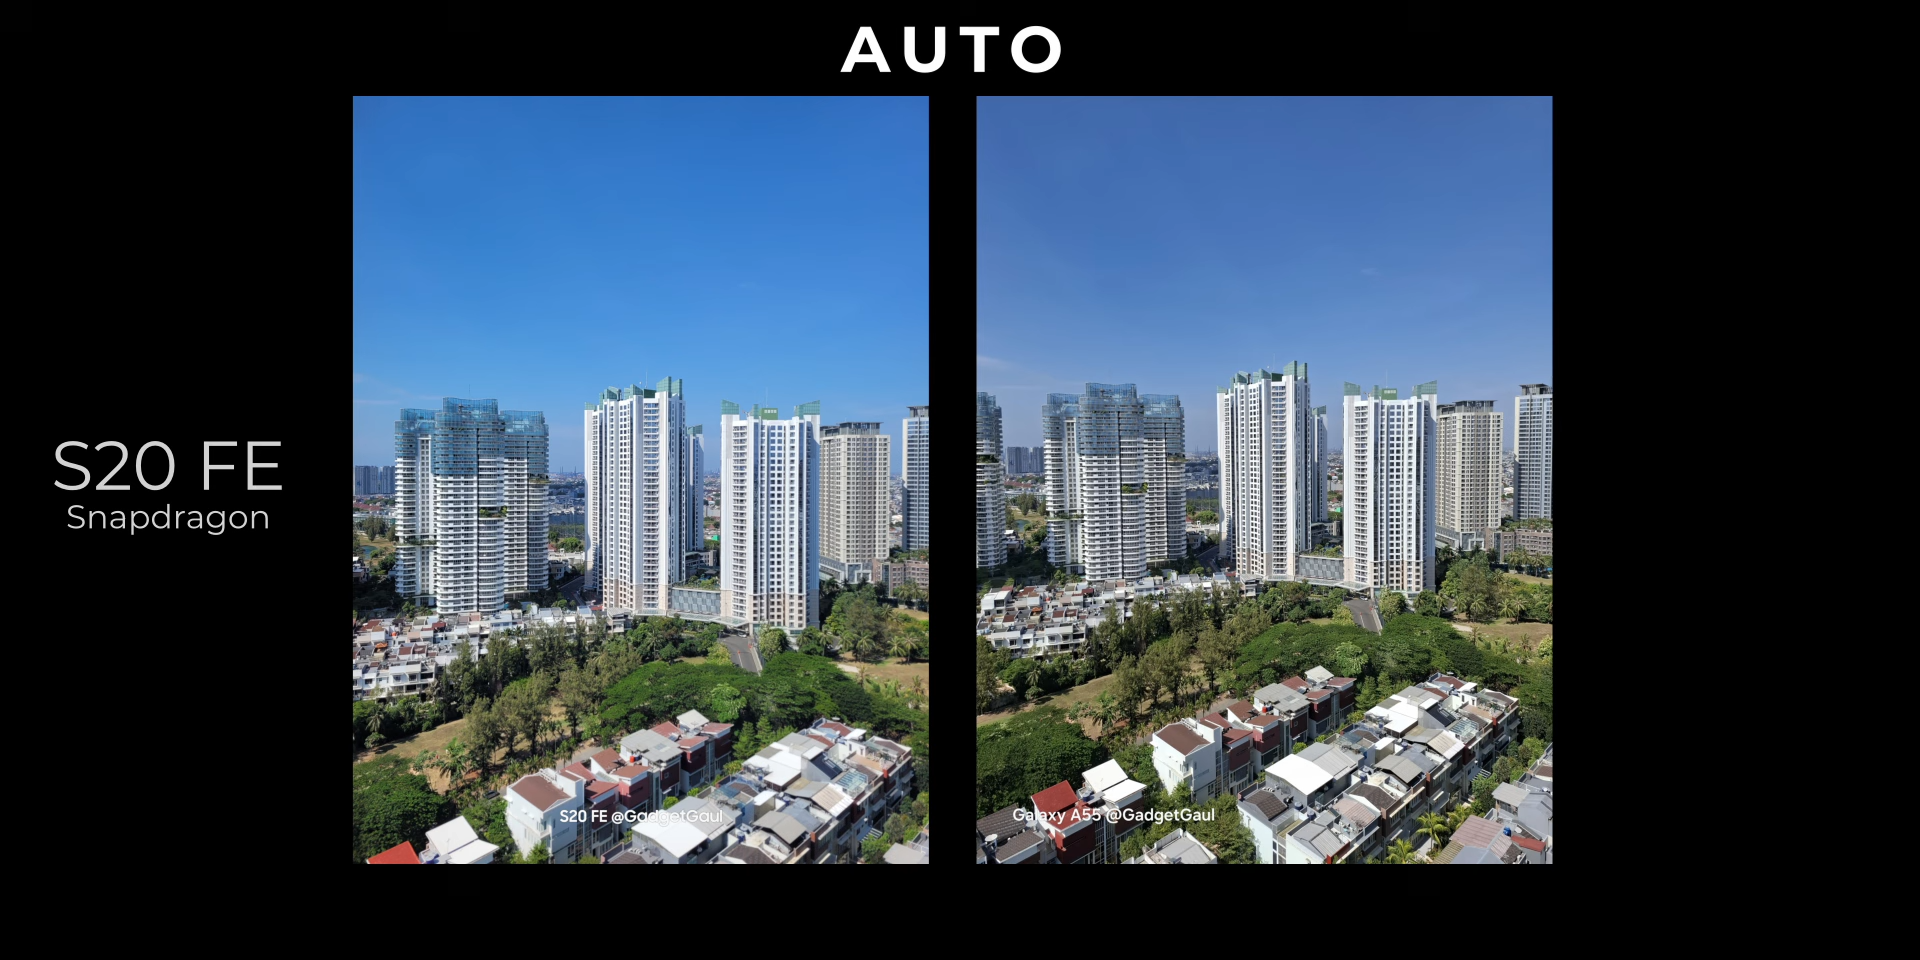 AUTO
S20 FE
Snapdragon
S20 FE @GadgetGaul
Galaxy A55 @GadgetGaul